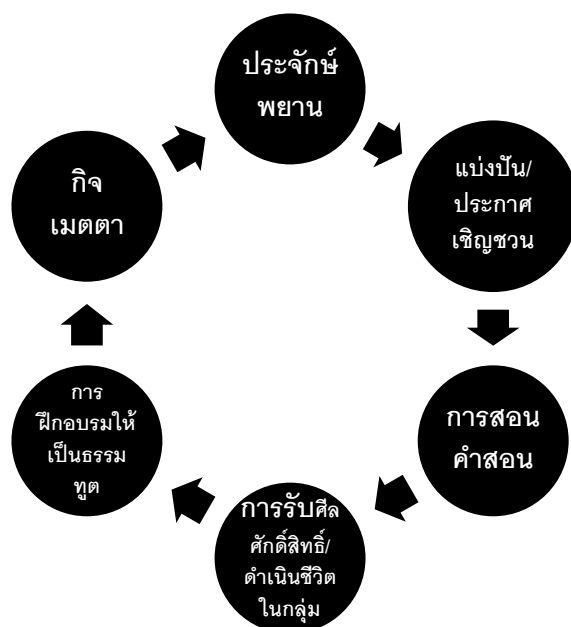 ประจักษ์
พยาน
แบ่งปัน/
ประกาศ
เชิญชวน
การสอน
คำสอน
การรับศีล
ศักดิ์สิทธิ์/
ดำเนินชีวิต
ในกลุ่ม
การ
ฝึกอบรมให้
เป็นธรรม
ทูต
กิจ
เมตตา